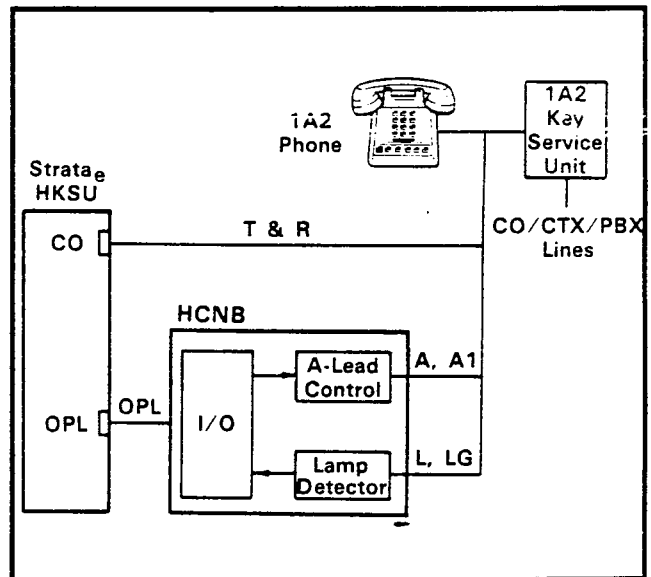 1A2
Phone
1A2
Key
Service
Unit
Stratae
HKSU
CO
T & R
CO/CTX/PBX
Lines
HCNB
A-Lead
Control
A, A1
OPL
OPL
I/O
Lamp
Detector
L, LG